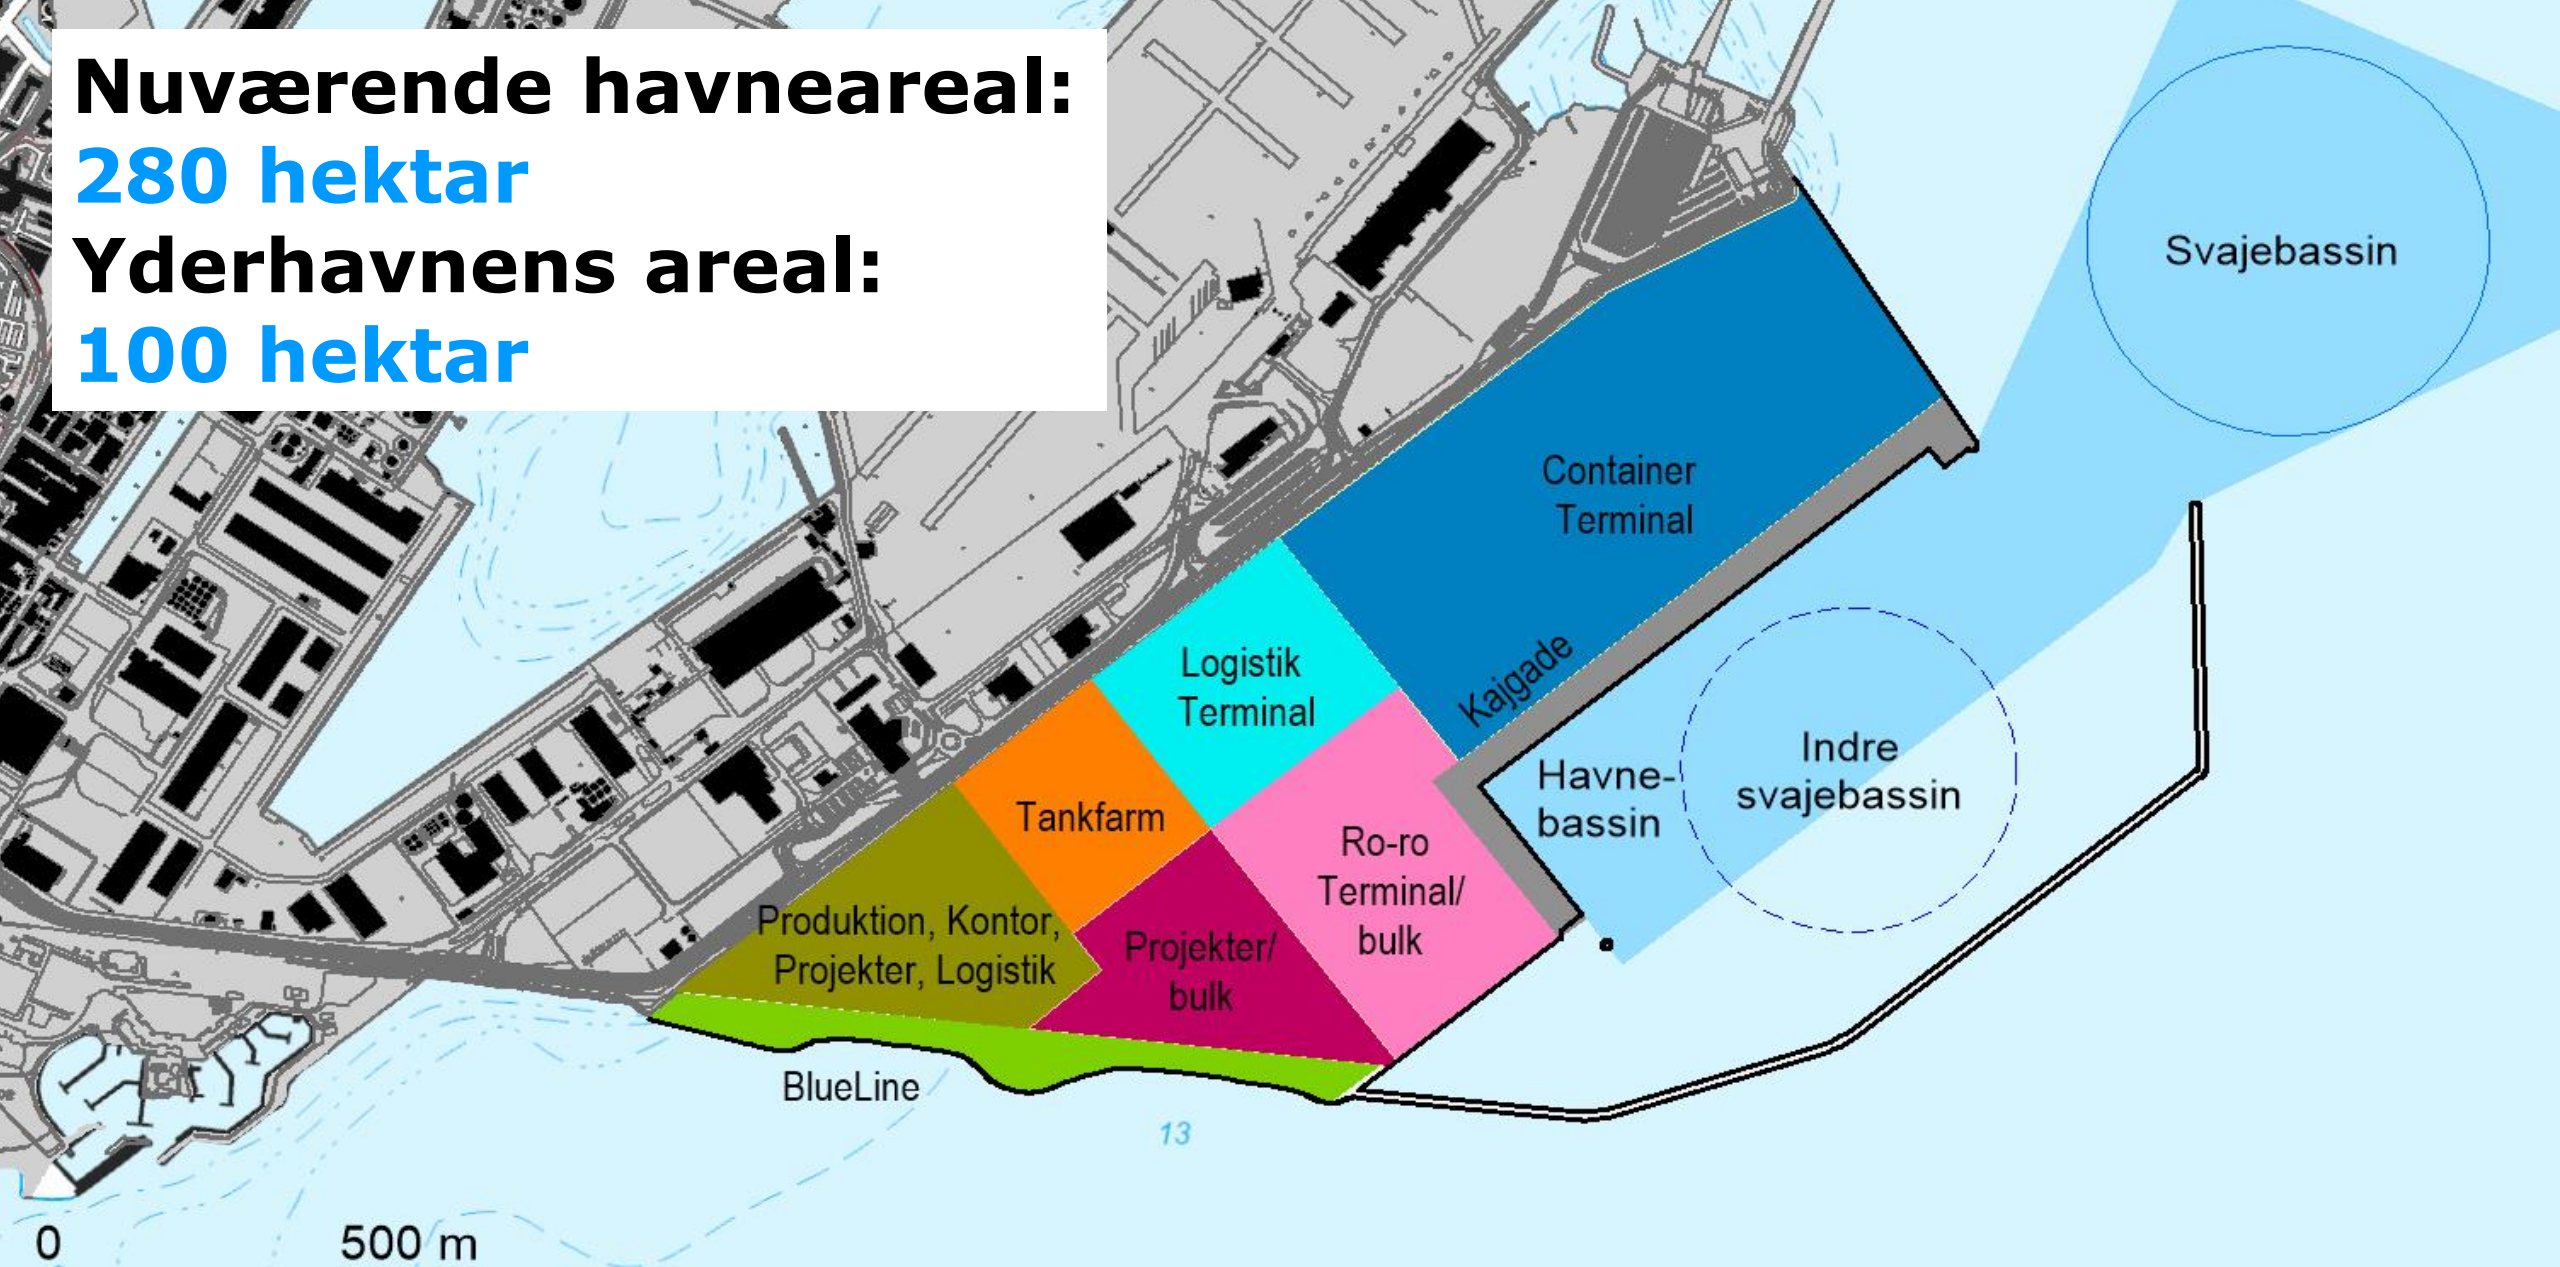 Nuværende havneareal:
280 hektar
Yderhavnens areal:
100 hektar
Svajebassin
Container
Terminal
Logistik
Terminal
Kajgade
Indre
svajebassin
Havne-
bassin
Tankfarm
Ro-ro
Terminal/
bulk
Produktion, Kontor,
Projekter, Logistik
Projekter/
bulk
BlueLine
13
0 500 m